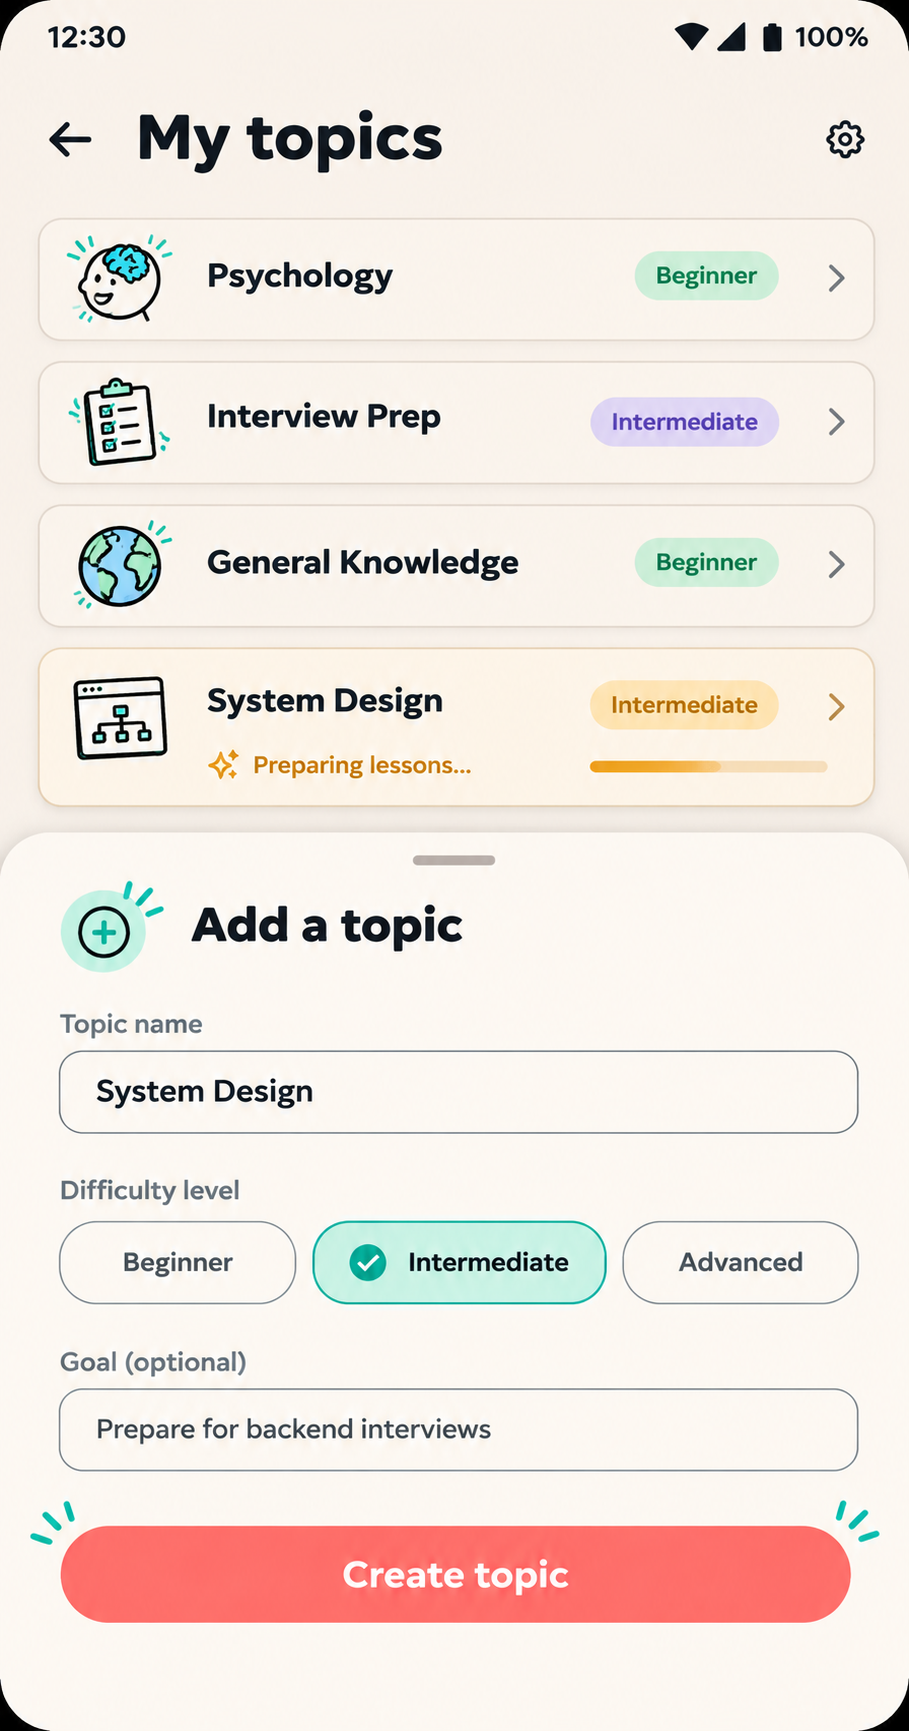 12:30
100%
My topics
Psychology
Beginner
Interview Prep
Intermediate
General Knowledge
Beginner
System Design
Intermediate
Preparing lessons...
Add a topic
Topic name
System Design
Difficulty level
Beginner
Intermediate
Advanced
Goal (optional)
Prepare for backend interviews
Create topic